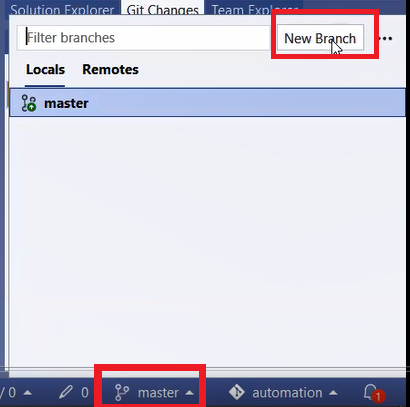 Solution Explorer Git Changes Team Explorer
Filter branches New Branch ...
Locals Remotes
master
/ 0 0 master automation 1